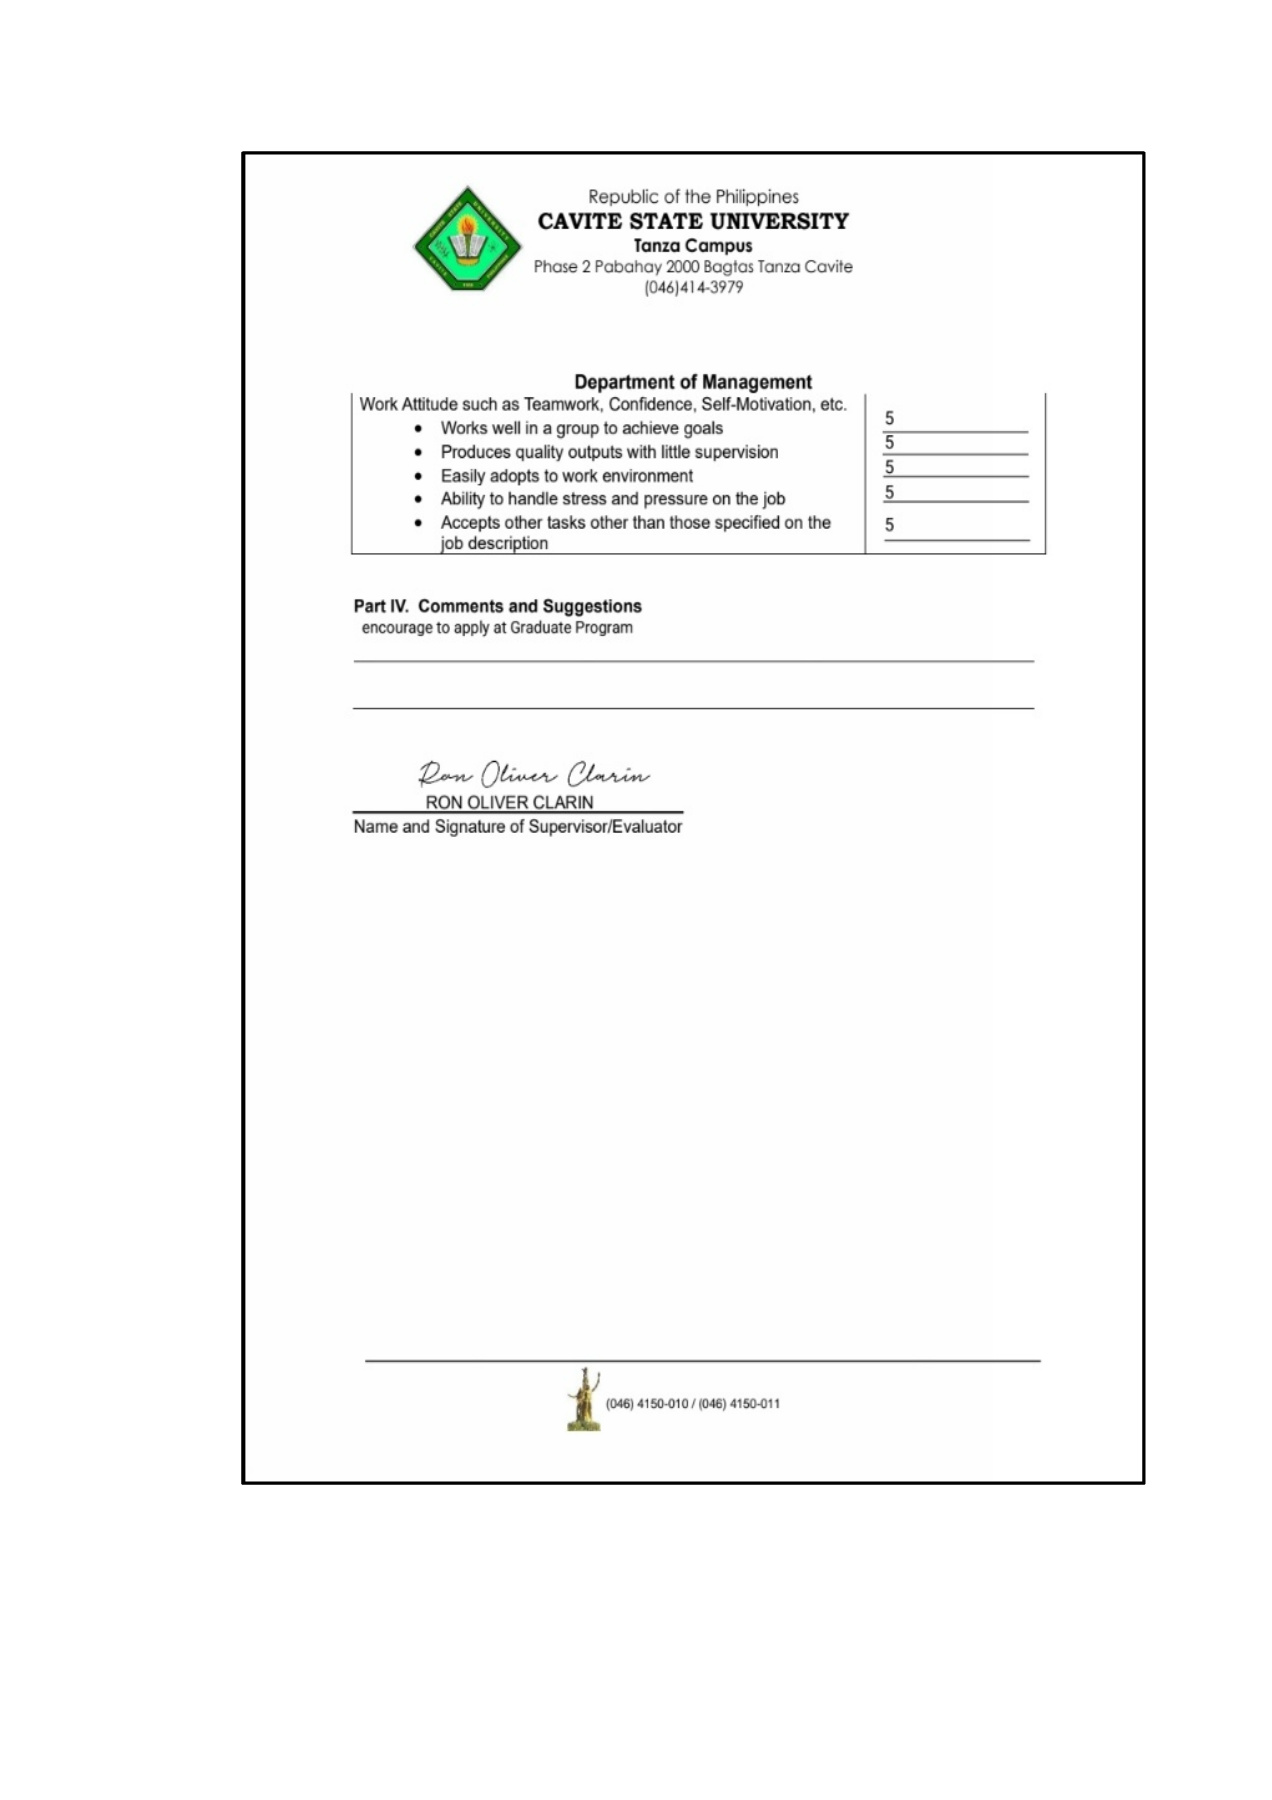 Republic of the Philippines
CAVITE STATE UNIVERSITY
Tanza Campus
Phase 2 Pabahay 2000 Bagtas Tanza Cavite
(046)414-3979
Department of Management
Work Attitude such as Teamwork, Confidence, Self-Motivation, etc.
• Works well in a group to achieve goals 5
• Produces quality outputs with little supervision 5
• Easily adopts to work environment 5
• Ability to handle stress and pressure on the job 5
• Accepts other tasks other than those specified on the 5
job description
Part IV. Comments and Suggestions
encourage to apply at Graduate Program
Ron Oliver Clarin
RON OLIVER CLARIN
Name and Signature of Supervisor/Evaluator
(046) 4150-010 / (046) 4150-011